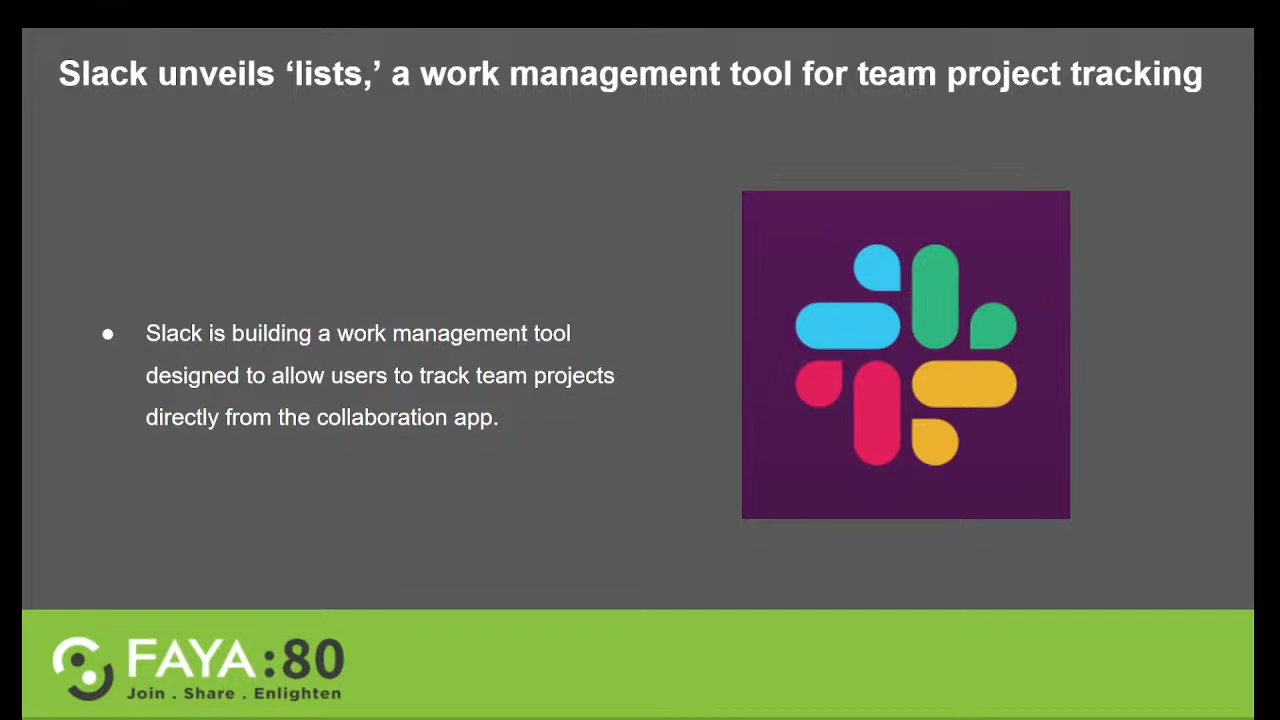 Slack unveils ‘lists,’ a work management tool for team project tracking
● Slack is building a work management tool
designed to allow users to track team projects
directly from the collaboration app.
FAYA:80
Join . Share . Enlighten